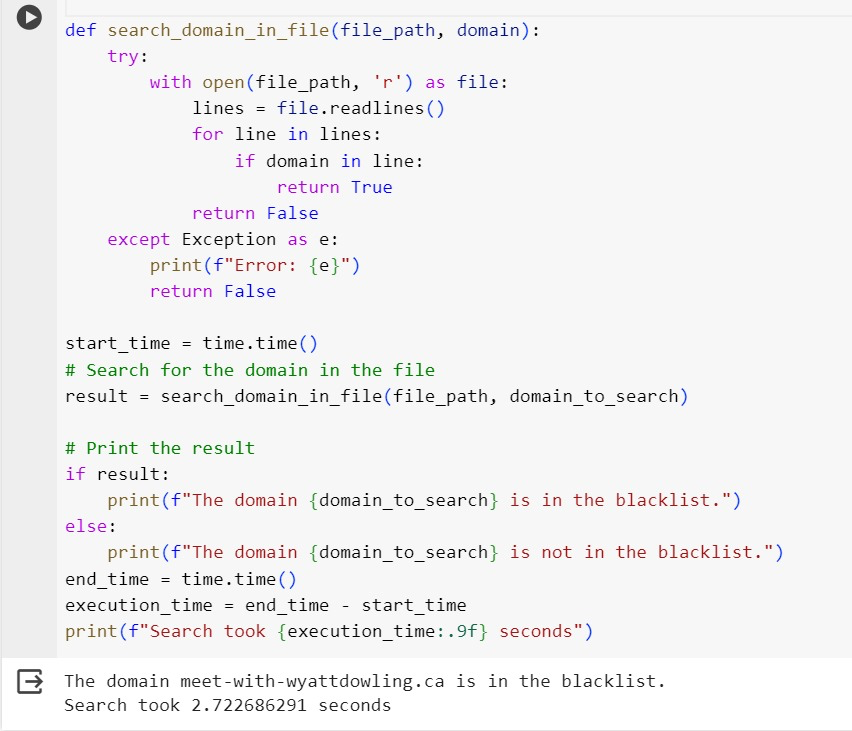 def search_domain_in_file(file_path, domain):
    try:
        with open(file_path, 'r') as file:
            lines = file.readlines()
            for line in lines:
                if domain in line:
                    return True
            return False
    except Exception as e:
        print(f"Error: {e}")
        return False

start_time = time.time()
# Search for the domain in the file
result = search_domain_in_file(file_path, domain_to_search)

# Print the result
if result:
    print(f"The domain {domain_to_search} is in the blacklist.")
else:
    print(f"The domain {domain_to_search} is not in the blacklist.")
end_time = time.time()
execution_time = end_time - start_time
print(f"Search took {execution_time:.9f} seconds")
The domain meet-with-wyattdowling.ca is in the blacklist.
Search took 2.722686291 seconds